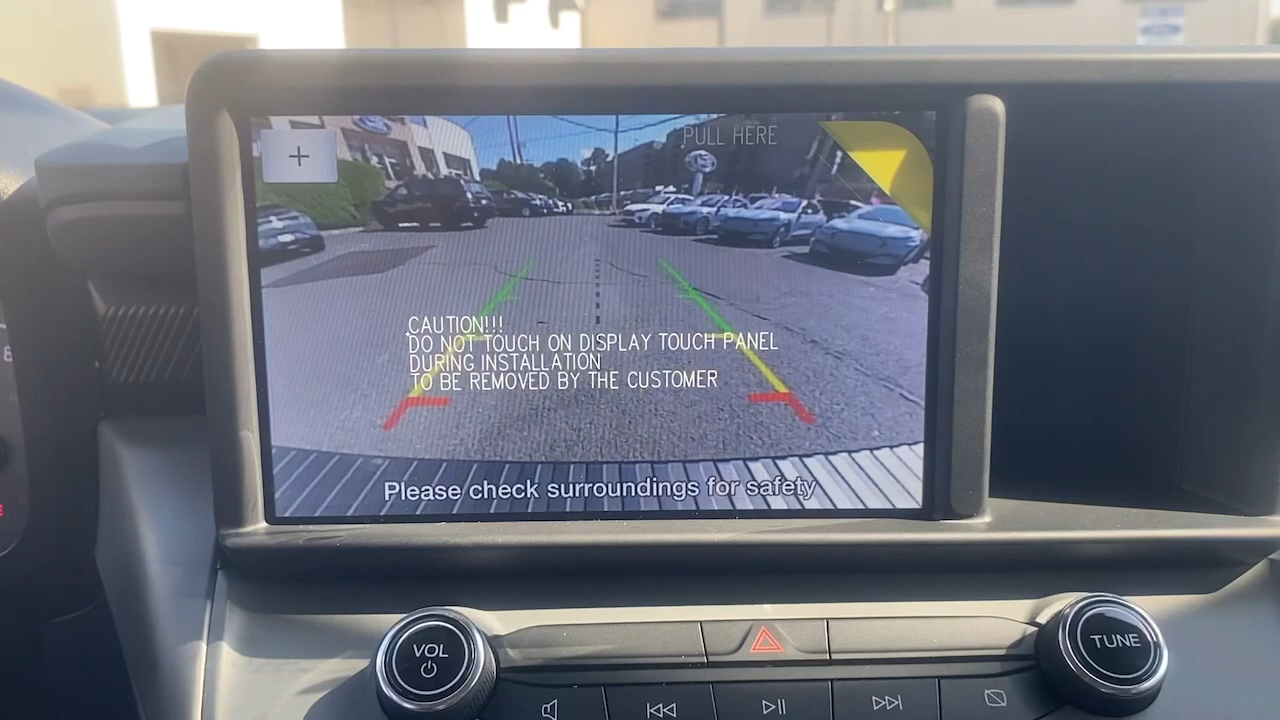 PULL HERE
+
CAUTION!!!
DO NOT TOUCH ON DISPLAY TOUCH PANEL
DURING INSTALLATION
TO BE REMOVED BY THE CUSTOMER
Please check surroundings for safety
VOL
TUNE